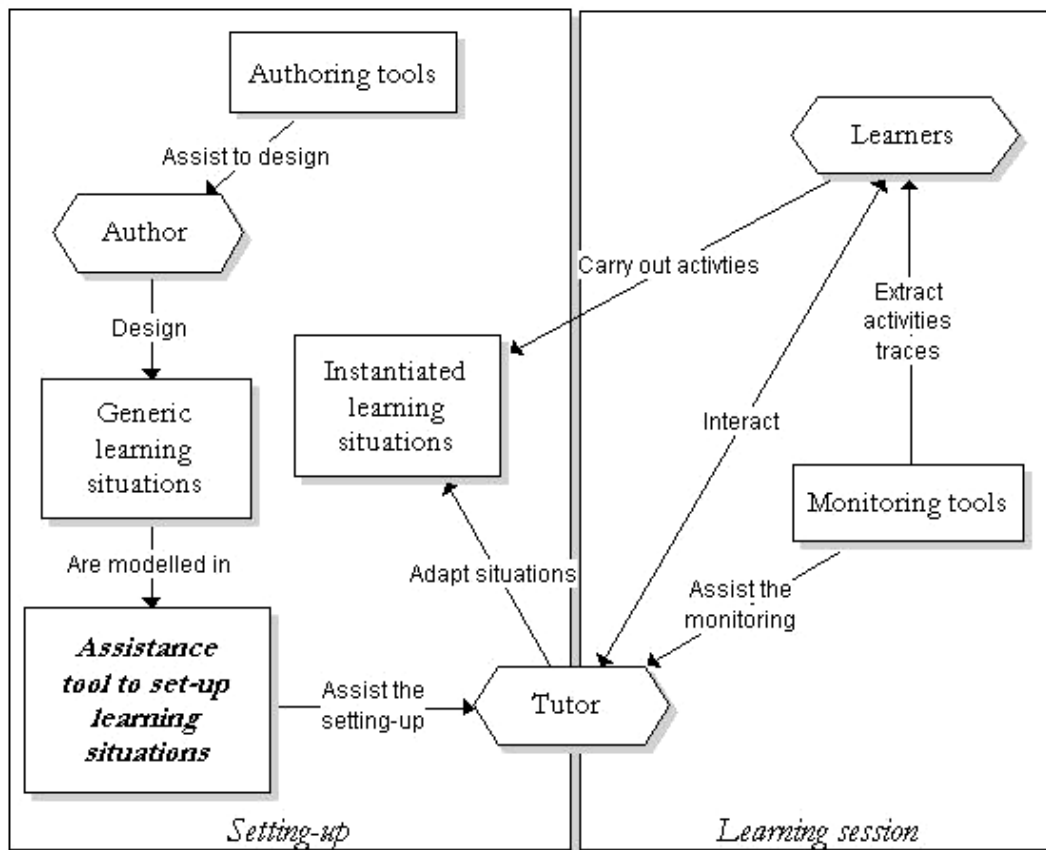 Authoring tools
Assist to design
Author
Design
Generic
learning
situations
Are modelled in
Assistance
tool to set-up
learning
situations
Assist the
setting-up
Tutor
Adapt situations
Instantiated
learning
situations
Carry out activties
Learners
Interact
Extract
activities
traces
Monitoring tools
Assist the
monitoring
Setting-up
Learning session